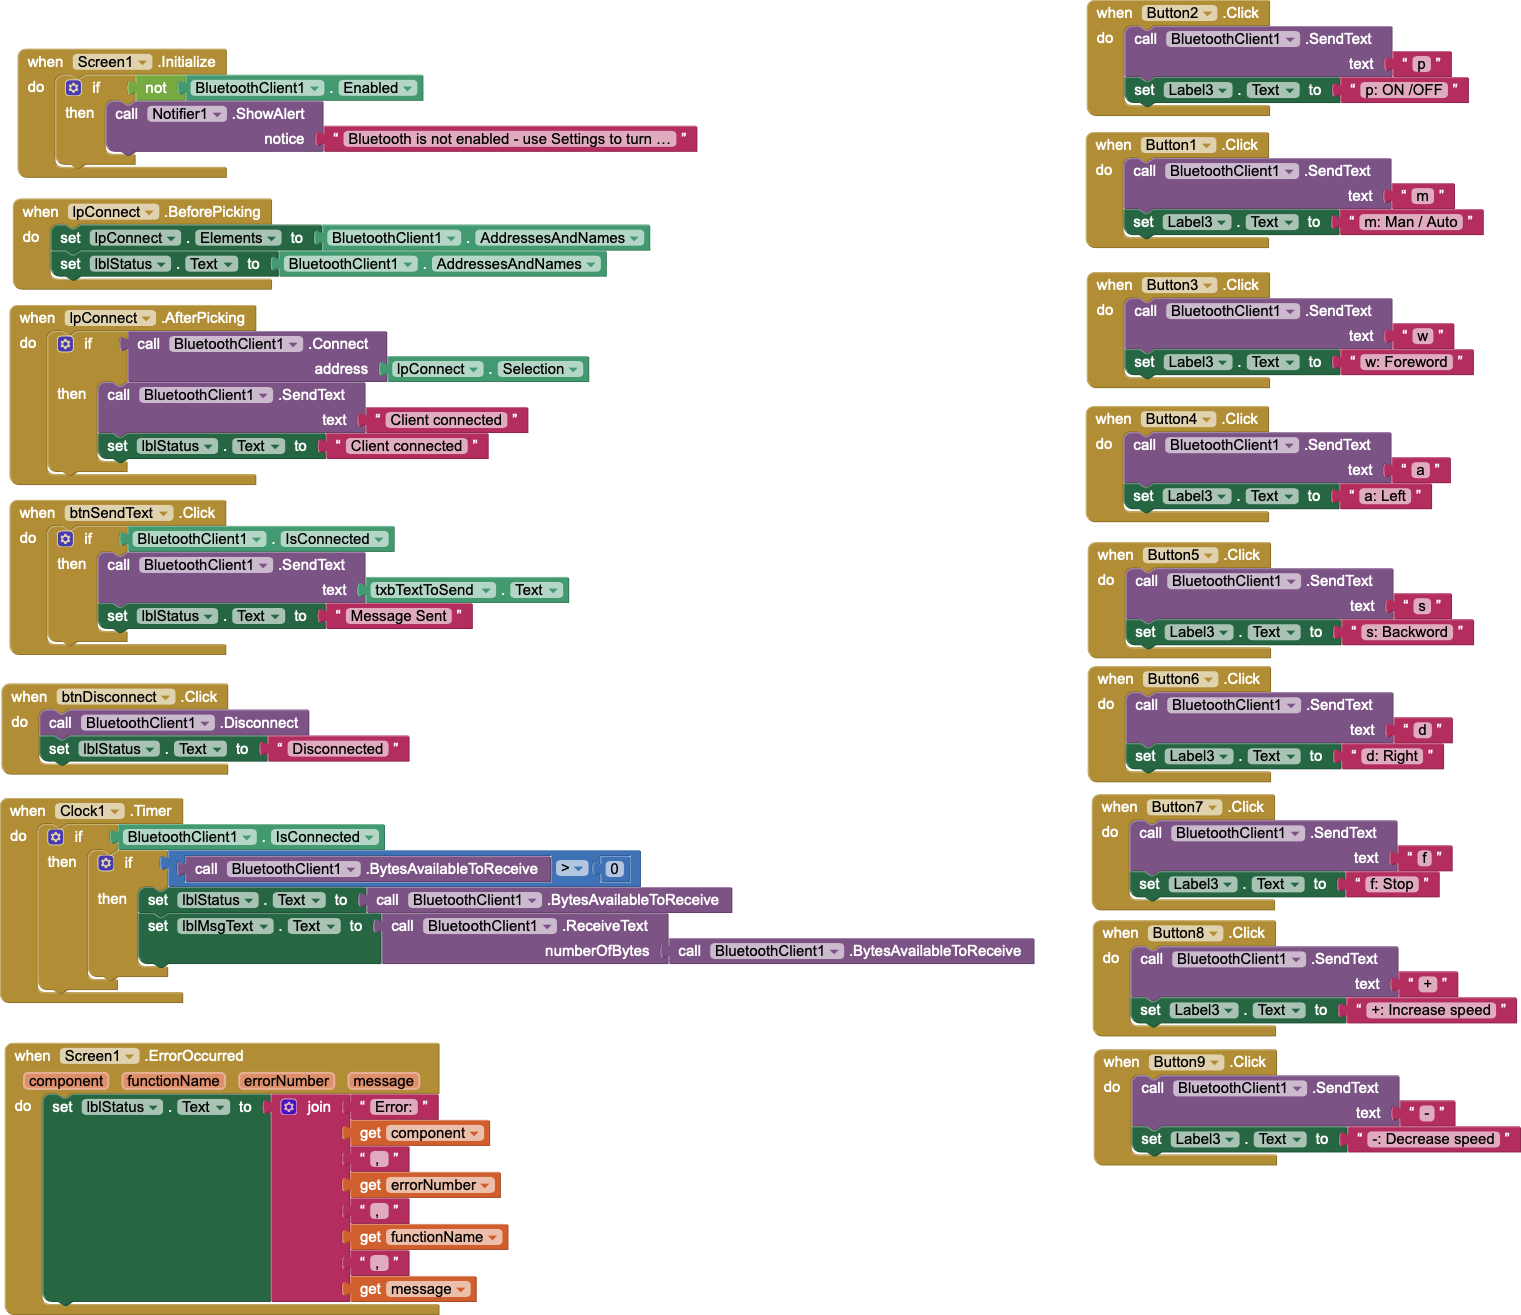 when Screen1 .Initialize
do if not BluetoothClient1 . Enabled
then call Notifier1 .ShowAlert
notice " Bluetooth is not enabled - use Settings to turn ... "
when lpConnect .BeforePicking
do set lpConnect . Elements to BluetoothClient1 . AddressesAndNames
set lblStatus . Text to BluetoothClient1 . AddressesAndNames
when lpConnect .AfterPicking
do if call BluetoothClient1 .Connect
address lpConnect . Selection
then call BluetoothClient1 .SendText
text " Client connected "
set lblStatus . Text to " Client connected "
when btnSendText .Click
do if BluetoothClient1 . IsConnected
then call BluetoothClient1 .SendText
text txbTextToSend . Text
set lblStatus . Text to " Message Sent "
when btnDisconnect .Click
do call BluetoothClient1 .Disconnect
set lblStatus . Text to " Disconnected "
when Clock1 .Timer
do if BluetoothClient1 . IsConnected
then if call BluetoothClient1 .BytesAvailableToReceive > 0
then set lblStatus . Text to call BluetoothClient1 .BytesAvailableToReceive
set lblMsgText . Text to call BluetoothClient1 .ReceiveText
numberOfBytes call BluetoothClient1 .BytesAvailableToReceive
when Screen1 .ErrorOccurred
component functionName errorNumber message
do set lblStatus . Text to join " Error: "
get component
" , "
get errorNumber
" , "
get functionName
" , "
get message
when Button2 .Click
do call BluetoothClient1 .SendText
text " p "
set Label3 . Text to " p: ON /OFF "
when Button1 .Click
do call BluetoothClient1 .SendText
text " m "
set Label3 . Text to " m: Man / Auto "
when Button3 .Click
do call BluetoothClient1 .SendText
text " w "
set Label3 . Text to " w: Foreword "
when Button4 .Click
do call BluetoothClient1 .SendText
text " a "
set Label3 . Text to " a: Left "
when Button5 .Click
do call BluetoothClient1 .SendText
text " s "
set Label3 . Text to " s: Backword "
when Button6 .Click
do call BluetoothClient1 .SendText
text " d "
set Label3 . Text to " d: Right "
when Button7 .Click
do call BluetoothClient1 .SendText
text " f "
set Label3 . Text to " f: Stop "
when Button8 .Click
do call BluetoothClient1 .SendText
text " + "
set Label3 . Text to " +: Increase speed "
when Button9 .Click
do call BluetoothClient1 .SendText
text " - "
set Label3 . Text to " -: Decrease speed "